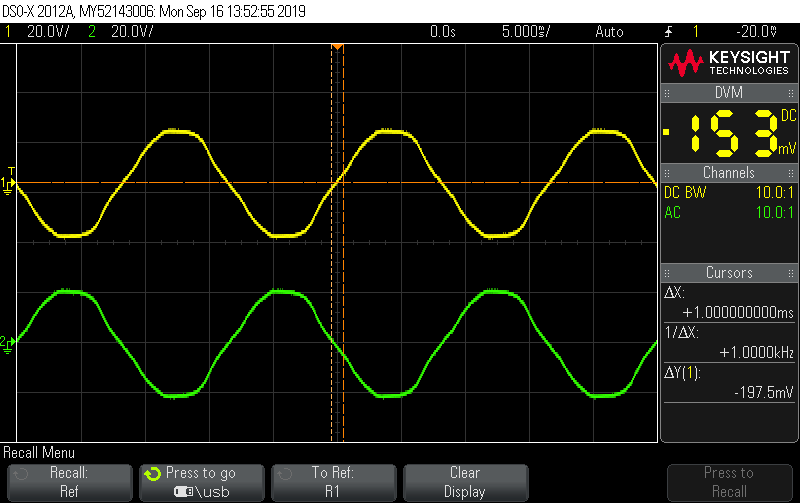 DSO-X 2012A, MY52143006: Mon Sep 16 13:52:55 2019
1 20.0V/ 2 20.0V/ 0.0s 5.000s/ Auto 1 -20.0V
KEYSIGHT
TECHNOLOGIES
DVM
-153 DC
mV
Channels
DC BW 10.0:1
AC 10.0:1
Cursors
ΔX:
+1.000000000ms
1/ΔX:
+1.0000kHz
ΔY(1):
-197.5mV
T
1
2
Recall Menu
Recall:
Ref
Press to go
\usb
To Ref:
R1
Clear
Display
Press to
Recall